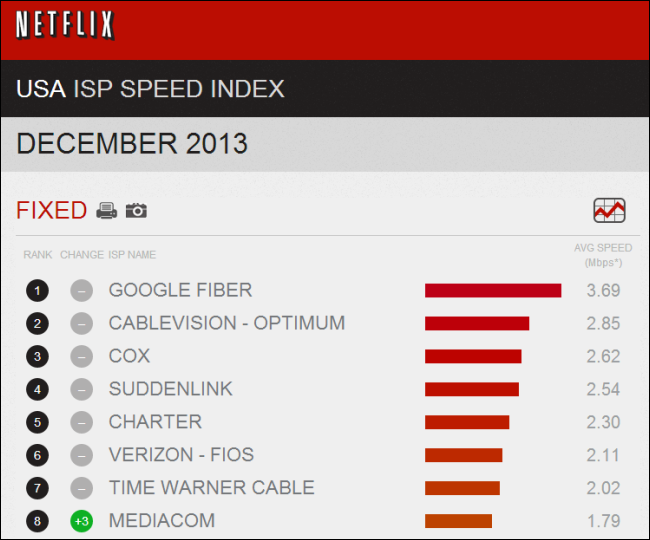 NETFLIX
USA ISP SPEED INDEX
DECEMBER 2013
FIXED
RANK CHANGE ISP NAME AVG SPEED
(Mbps*)
1 – GOOGLE FIBER 3.69
2 – CABLEVISION - OPTIMUM 2.85
3 – COX 2.62
4 – SUDDENLINK 2.54
5 – CHARTER 2.30
6 – VERIZON - FIOS 2.11
7 – TIME WARNER CABLE 2.02
8 +3 MEDIACOM 1.79